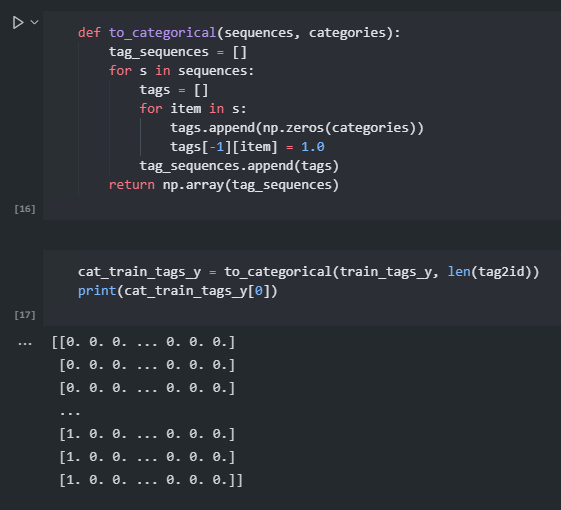 def to_categorical(sequences, categories):
    tag_sequences = []
    for s in sequences:
        tags = []
        for item in s:
            tags.append(np.zeros(categories))
            tags[-1][item] = 1.0
        tag_sequences.append(tags)
    return np.array(tag_sequences)
[16]
cat_train_tags_y = to_categorical(train_tags_y, len(tag2id))
print(cat_train_tags_y[0])
[17]
... [[0. 0. 0. ... 0. 0. 0.]
 [0. 0. 0. ... 0. 0. 0.]
 [0. 0. 0. ... 0. 0. 0.]
 ...
 [1. 0. 0. ... 0. 0. 0.]
 [1. 0. 0. ... 0. 0. 0.]
 [1. 0. 0. ... 0. 0. 0.]]